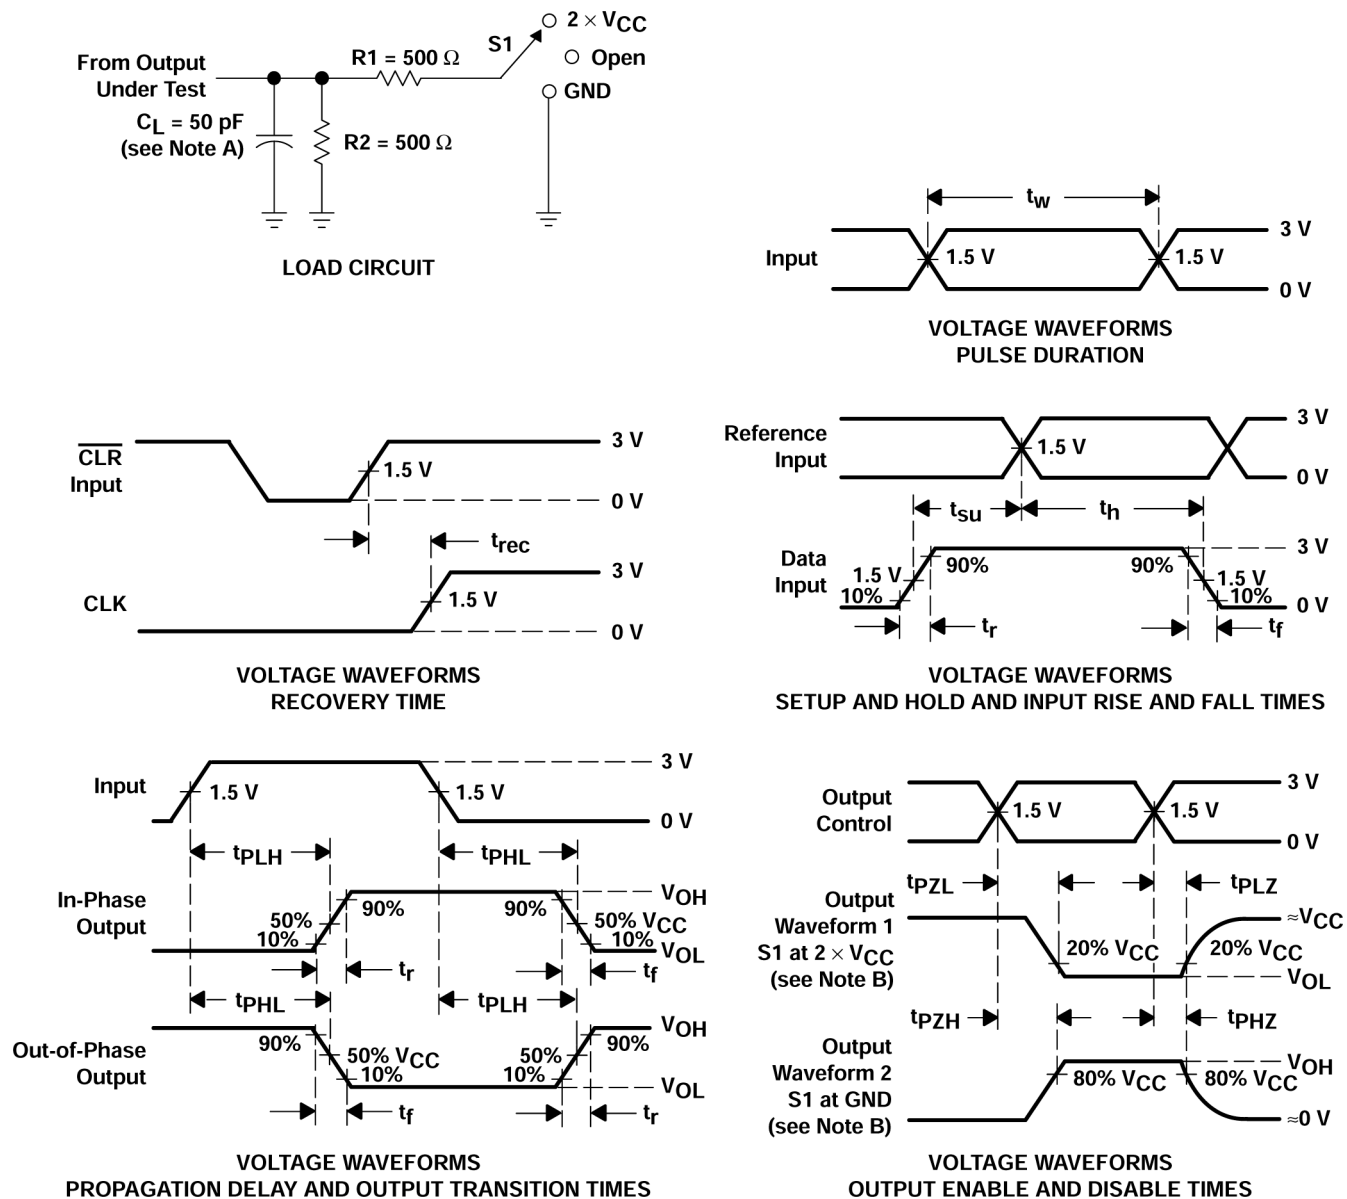 2 × VCC
S1
Open
GND
From Output
Under Test
R1 = 500 Ω
CL = 50 pF
(see Note A)
R2 = 500 Ω
LOAD CIRCUIT
tw
Input
1.5 V
1.5 V
3 V
0 V
VOLTAGE WAVEFORMS
PULSE DURATION
CLR
Input
3 V
1.5 V
0 V
trec
CLK
3 V
1.5 V
0 V
VOLTAGE WAVEFORMS
RECOVERY TIME
Reference
Input
3 V
1.5 V
0 V
tsu
th
Data
Input
3 V
90%
90%
1.5 V
1.5 V
10%
10%
0 V
tr
tf
VOLTAGE WAVEFORMS
SETUP AND HOLD AND INPUT RISE AND FALL TIMES
Input
3 V
1.5 V
1.5 V
0 V
tPLH
tPHL
In-Phase
Output
VOH
90%
90%
50%
50% VCC
10%
10%
VOL
tr
tf
tPHL
tPLH
Out-of-Phase
Output
VOH
90%
90%
50% VCC
50%
10%
10%
VOL
tf
tr
VOLTAGE WAVEFORMS
PROPAGATION DELAY AND OUTPUT TRANSITION TIMES
Output
Control
3 V
1.5 V
1.5 V
0 V
tPZL
tPLZ
Output
Waveform 1
S1 at 2 × VCC
(see Note B)
≈VCC
20% VCC
20% VCC
VOL
tPZH
tPHZ
Output
Waveform 2
S1 at GND
(see Note B)
VOH
80% VCC
80% VCC
≈0 V
VOLTAGE WAVEFORMS
OUTPUT ENABLE AND DISABLE TIMES